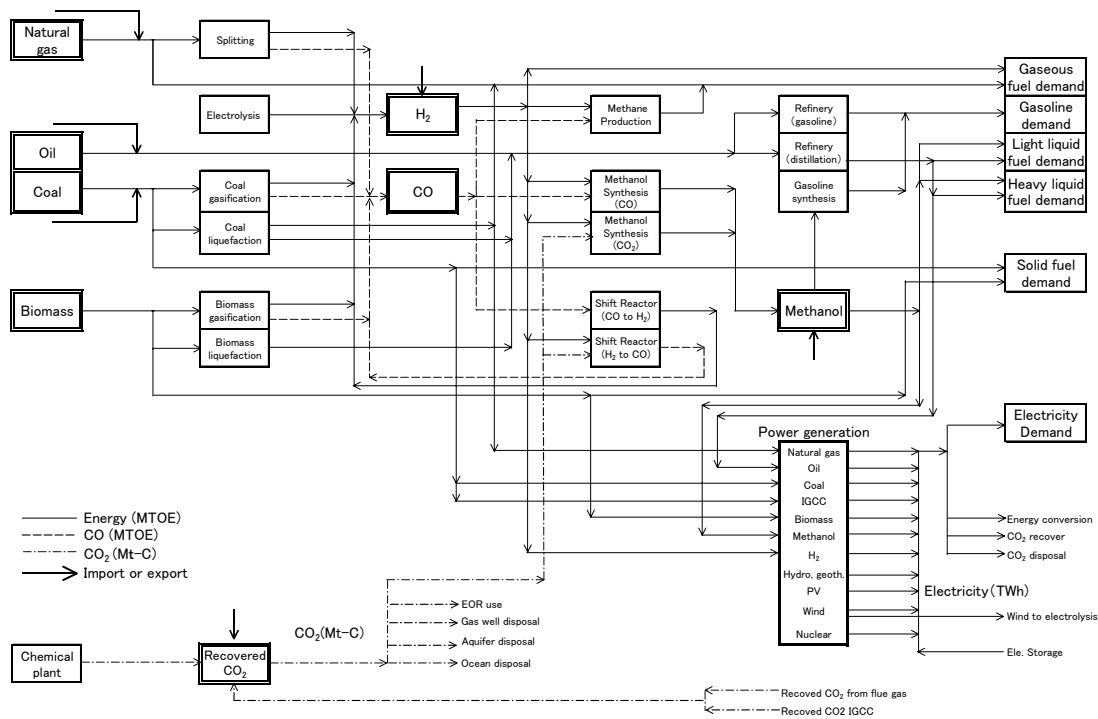 Natural
gas
Splitting
Electrolysis
H2
Methane
Production
Refinery
(gasoline)
Refinery
(distillation)
Gasoline
synthesis
Gaseous
fuel demand
Gasoline
demand
Light liquid
fuel demand
Heavy liquid
fuel demand
Oil
Coal
Coal
gasification
Coal
liquefaction
CO
Methanol
Synthesis
(CO)
Methanol
Synthesis
(CO2)
Solid fuel
demand
Biomass
Biomass
gasification
Biomass
liquefaction
Shift Reactor
(CO to H2)
Shift Reactor
(H2 to CO)
Methanol
Electricity
Demand
Power generation
Natural gas
Oil
Coal
IGCC
Biomass
Methanol
H2
Hydro, geoth.
PV
Wind
Nuclear
Energy conversion
CO2 recover
CO2 disposal
Electricity(TWh)
Wind to electrolysis
Ele. Storage
Energy (MTOE)
CO (MTOE)
CO2 (Mt-C)
Import or export
CO2(Mt-C)
EOR use
Gas well disposal
Aquifer disposal
Ocean disposal
Chemical
plant
Recovered
CO2
Recoved CO2 from flue gas
Recoved CO2 IGCC